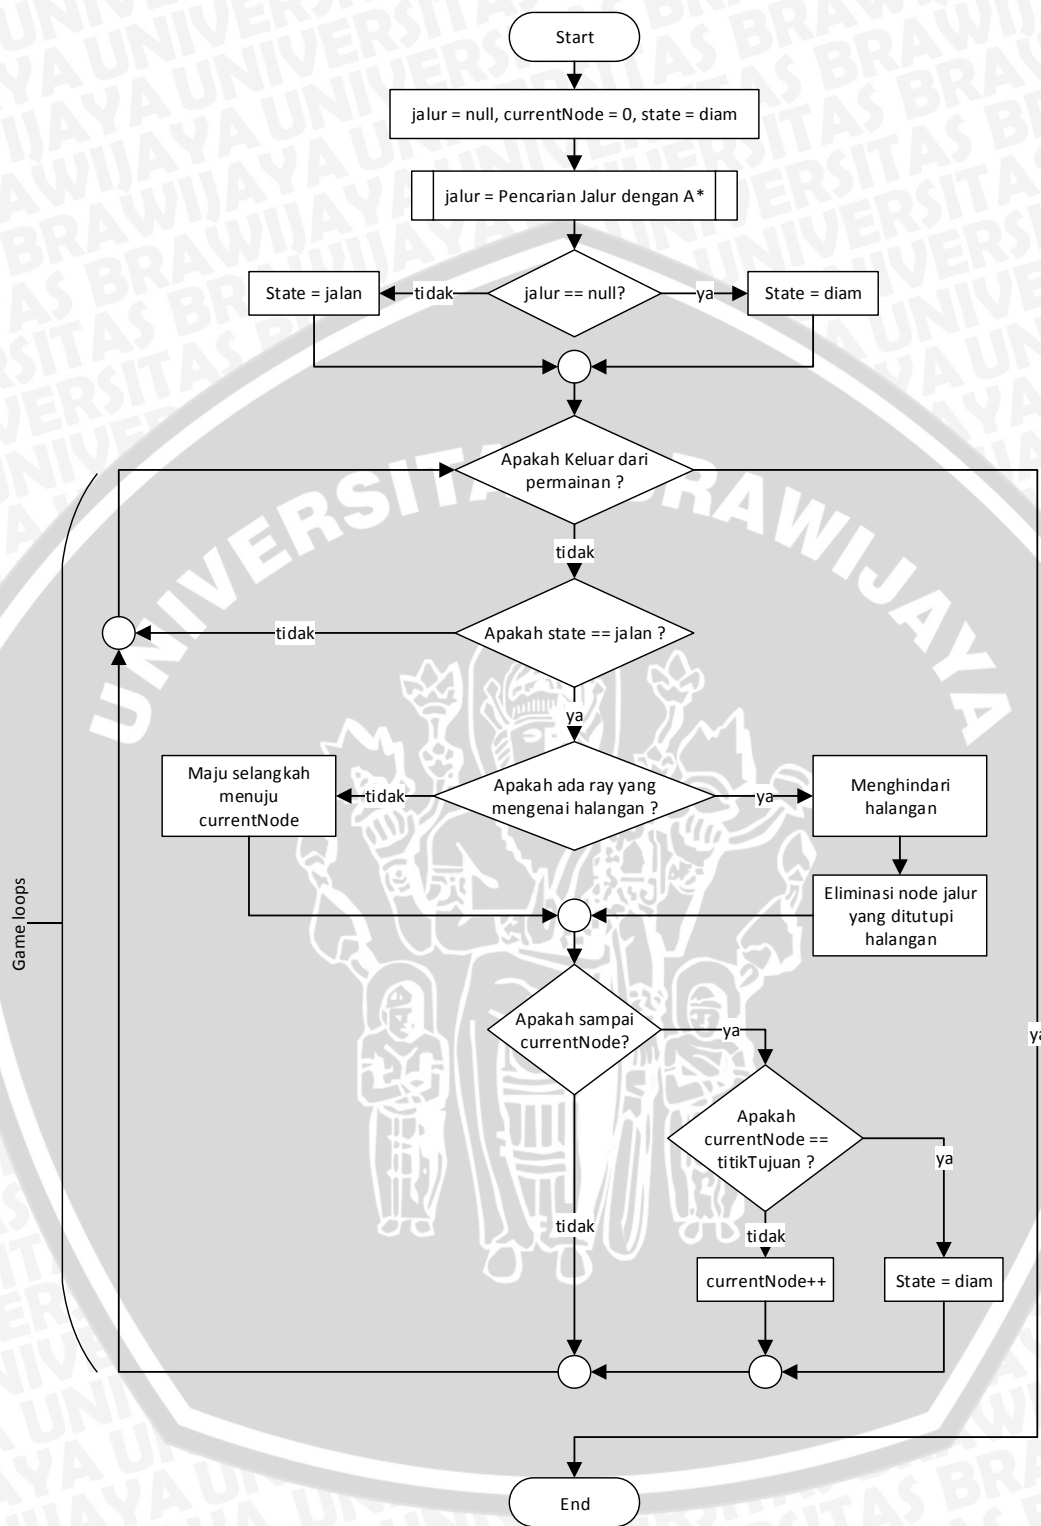 Start
jalur = null, currentNode = 0, state = diam
jalur = Pencarian Jalur dengan A*
jalur == null?
tidak
ya
State = jalan
State = diam
Apakah Keluar dari
permainan ?
tidak
Apakah state == jalan ?
tidak
ya
Apakah ada ray yang
mengenai halangan ?
tidak
ya
Maju selangkah
menuju
currentNode
Menghindari
halangan
Eliminasi node jalur
yang ditutupi
halangan
Game loops
Apakah sampai
currentNode?
ya
ya
Apakah
currentNode ==
titikTujuan ?
ya
tidak
tidak
currentNode++
State = diam
End
UNIVERSITAS BRAWIJAYA